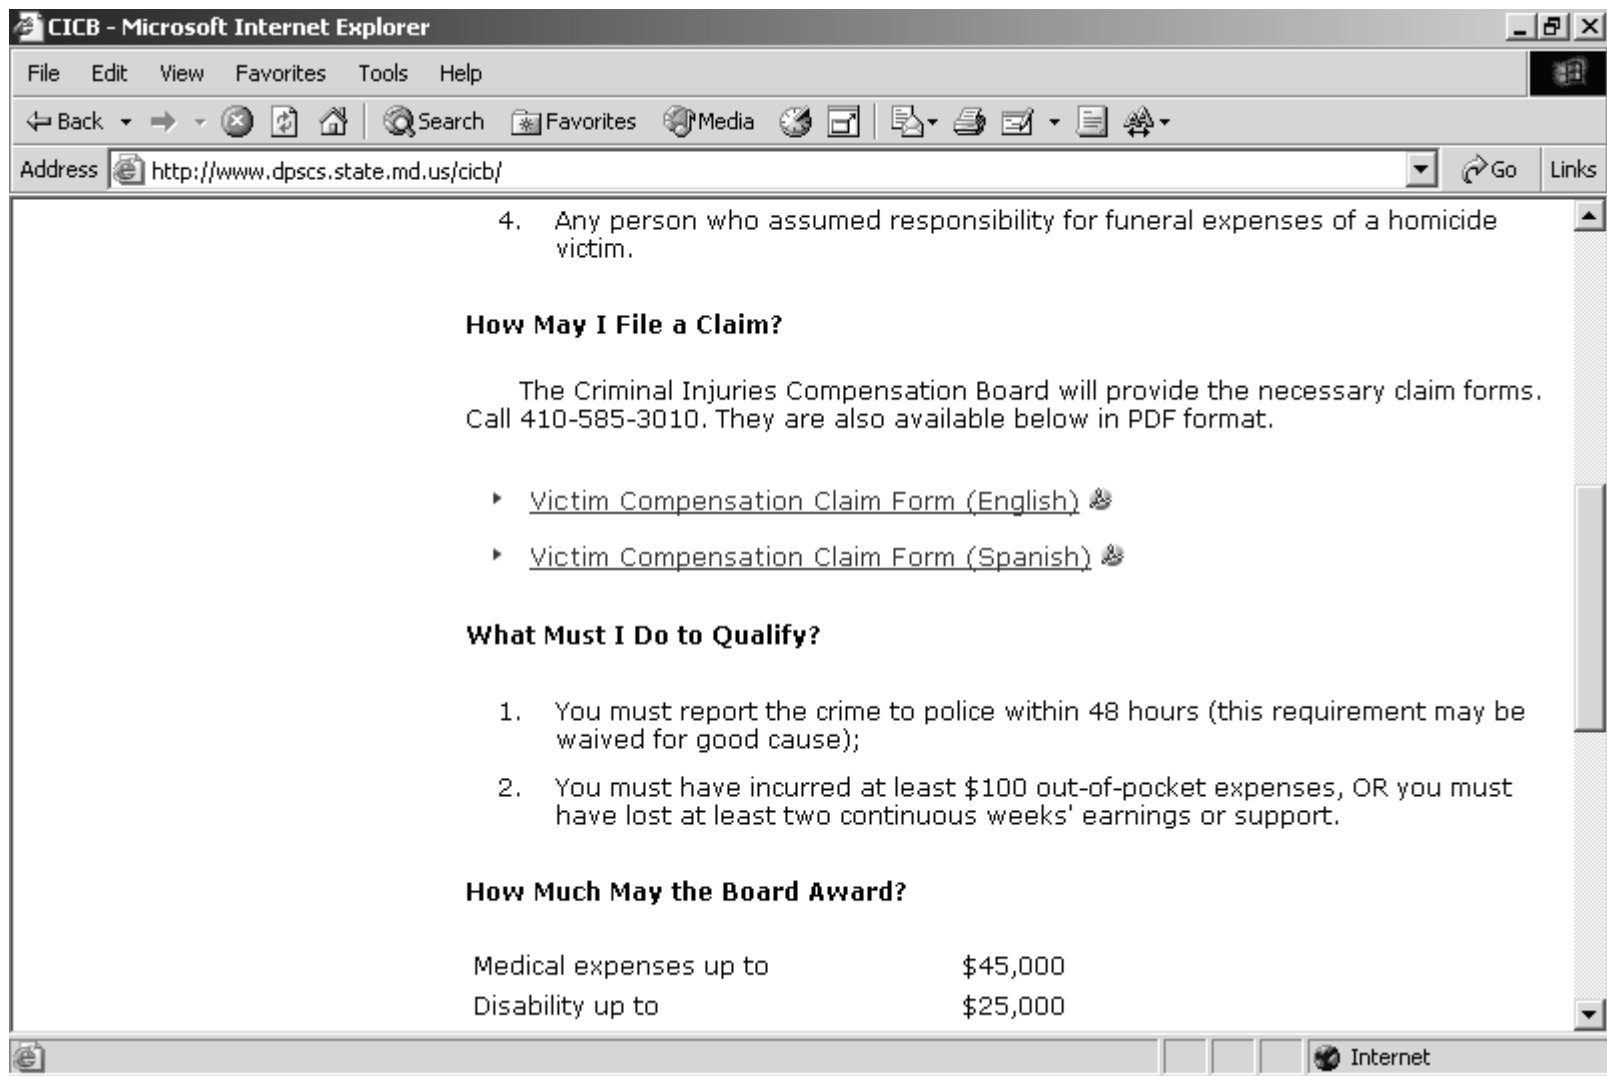 CICB - Microsoft Internet Explorer
File Edit View Favorites Tools Help
Back Search Favorites Media
Address http://www.dpscs.state.md.us/cicb/ Go Links
4. Any person who assumed responsibility for funeral expenses of a homicide
victim.
How May I File a Claim?
The Criminal Injuries Compensation Board will provide the necessary claim forms.
Call 410-585-3010. They are also available below in PDF format.
Victim Compensation Claim Form (English)
Victim Compensation Claim Form (Spanish)
What Must I Do to Qualify?
1. You must report the crime to police within 48 hours (this requirement may be
waived for good cause);
2. You must have incurred at least $100 out-of-pocket expenses, OR you must
have lost at least two continuous weeks' earnings or support.
How Much May the Board Award?
Medical expenses up to $45,000
Disability up to $25,000
Internet